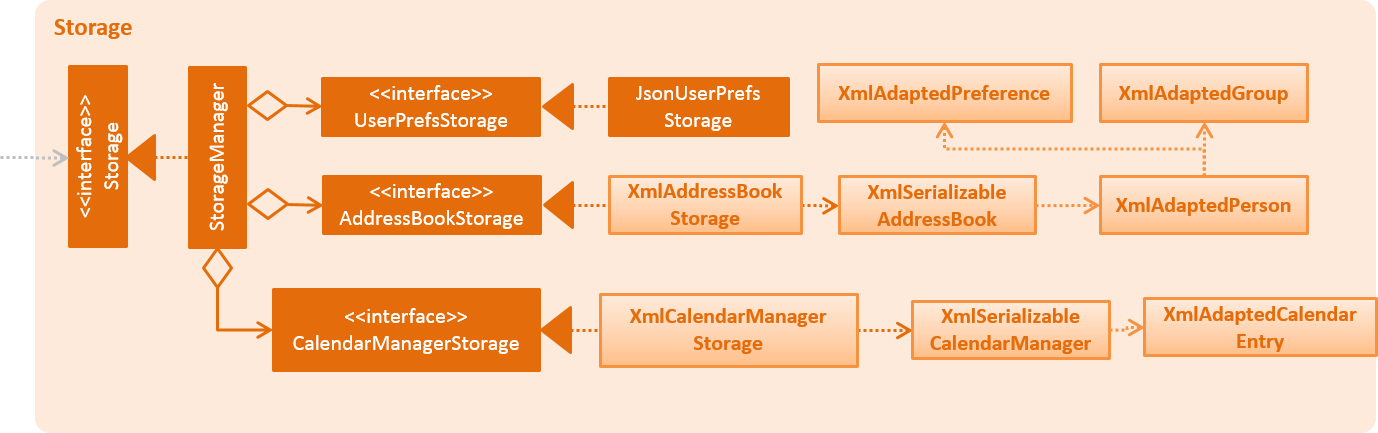 Storage
<<interface>>
Storage
StorageManager
<<interface>>
UserPrefsStorage
JsonUserPrefs
Storage
XmlAdaptedPreference
XmlAdaptedGroup
<<interface>>
AddressBookStorage
XmlAddressBook
Storage
XmlSerializable
AddressBook
XmlAdaptedPerson
<<interface>>
CalendarManagerStorage
XmlCalendarManager
Storage
XmlSerializable
CalendarManager
XmlAdaptedCalendar
Entry